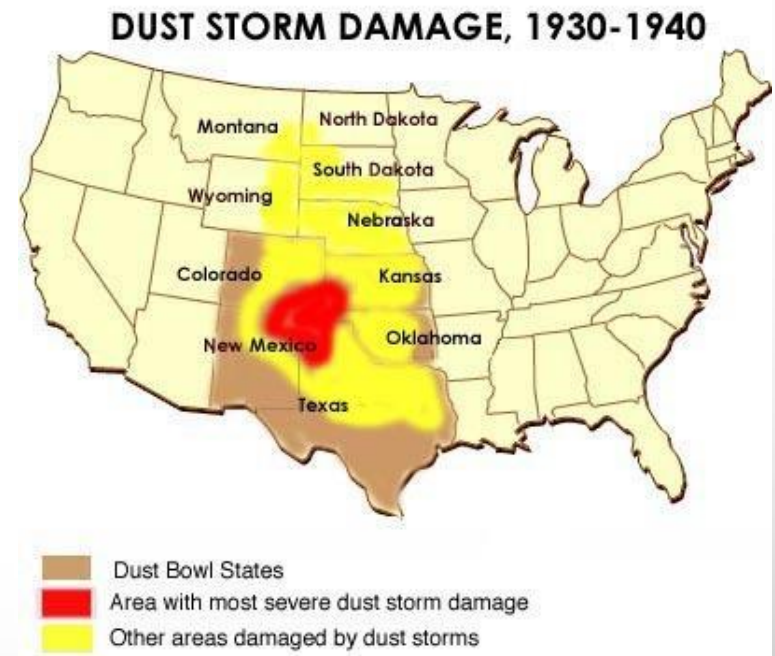 DUST STORM DAMAGE, 1930-1940
Montana
North Dakota
South Dakota
Wyoming
Nebraska
Colorado
Kansas
New Mexico
Oklahoma
Texas
Dust Bowl States
Area with most severe dust storm damage
Other areas damaged by dust storms